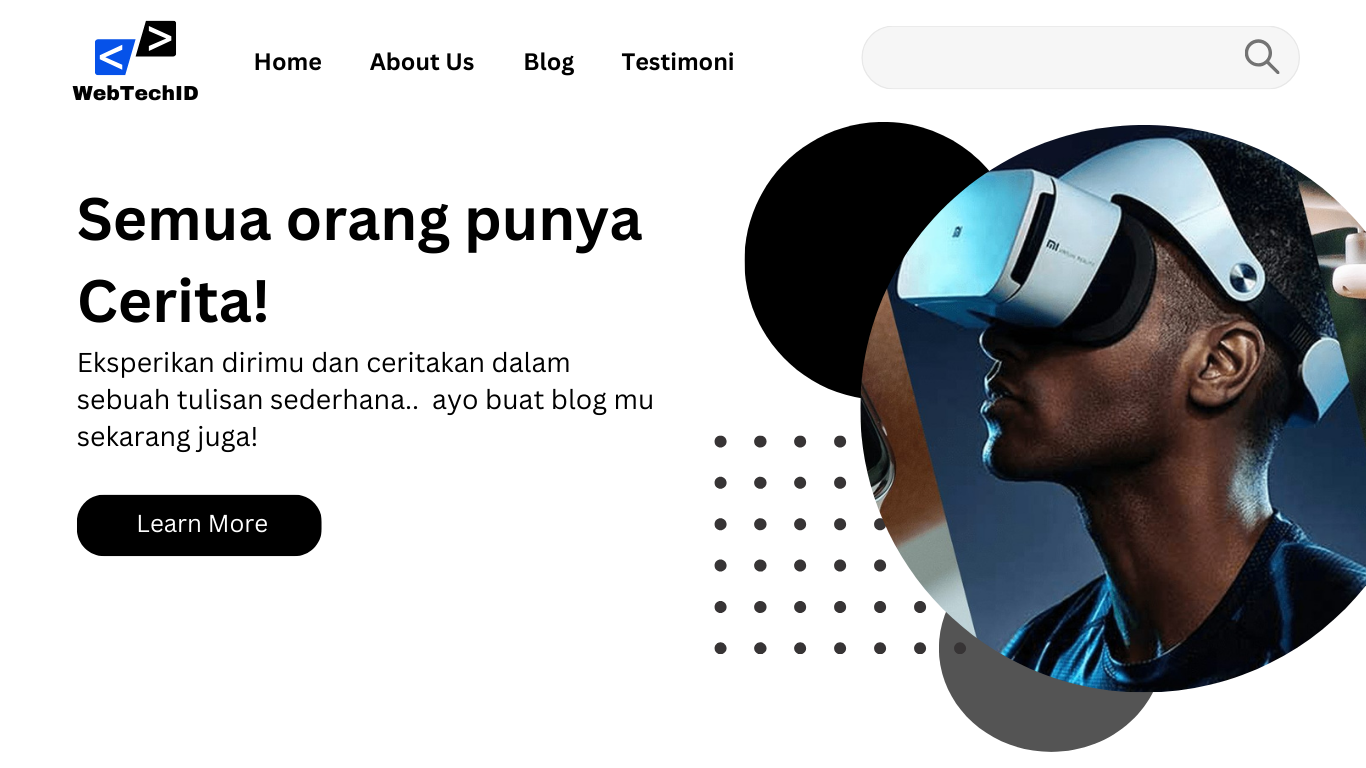 WebTechID
Home
About Us
Blog
Testimoni
Semua orang punya
Cerita!
Eksperikan dirimu dan ceritakan dalam
sebuah tulisan sederhana..  ayo buat blog mu
sekarang juga!
Learn More